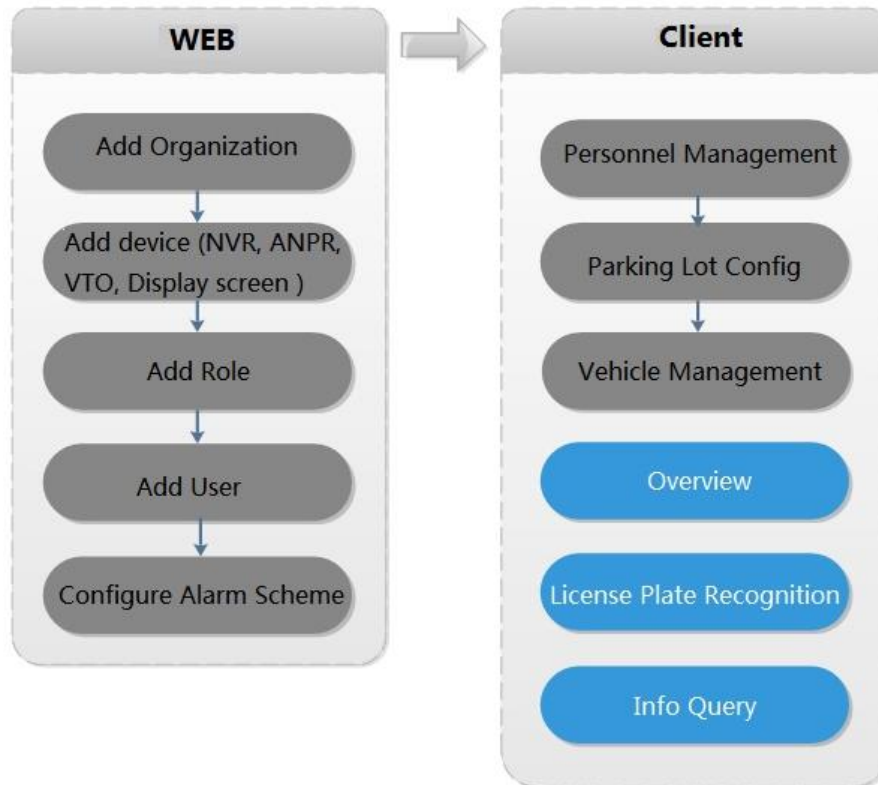 WEB
Add Organization
Add device (NVR, ANPR,
VTO, Display screen )
Add Role
Add User
Configure Alarm Scheme
Client
Personnel Management
Parking Lot Config
Vehicle Management
Overview
License Plate Recognition
Info Query